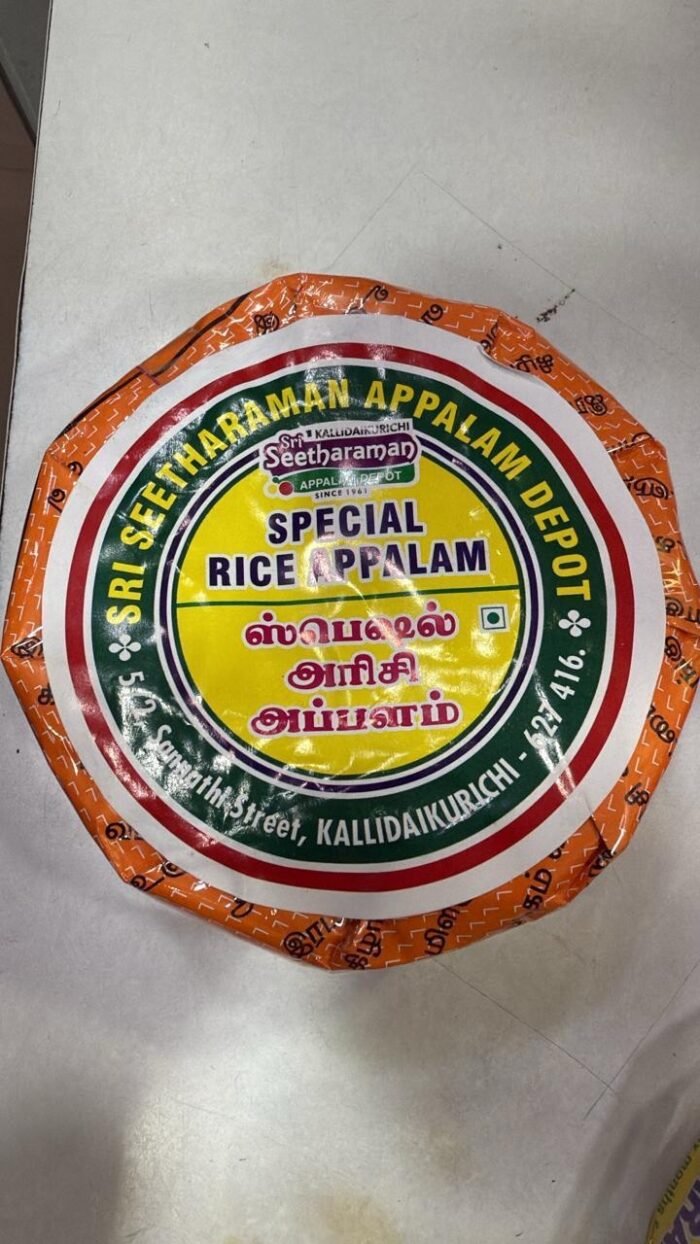 SRI SEETHARAMAN APPALAM DEPOT
KALLIDAIKURICHI
Sri
Seetharaman
APPALAM DEPOT
SINCE 1961
SPECIAL
RICE APPALAM
ஸ்பெஷல்
அரிசி
அப்பளம்
Sannathi Street, KALLIDAIKURICHI - 627 416.
months